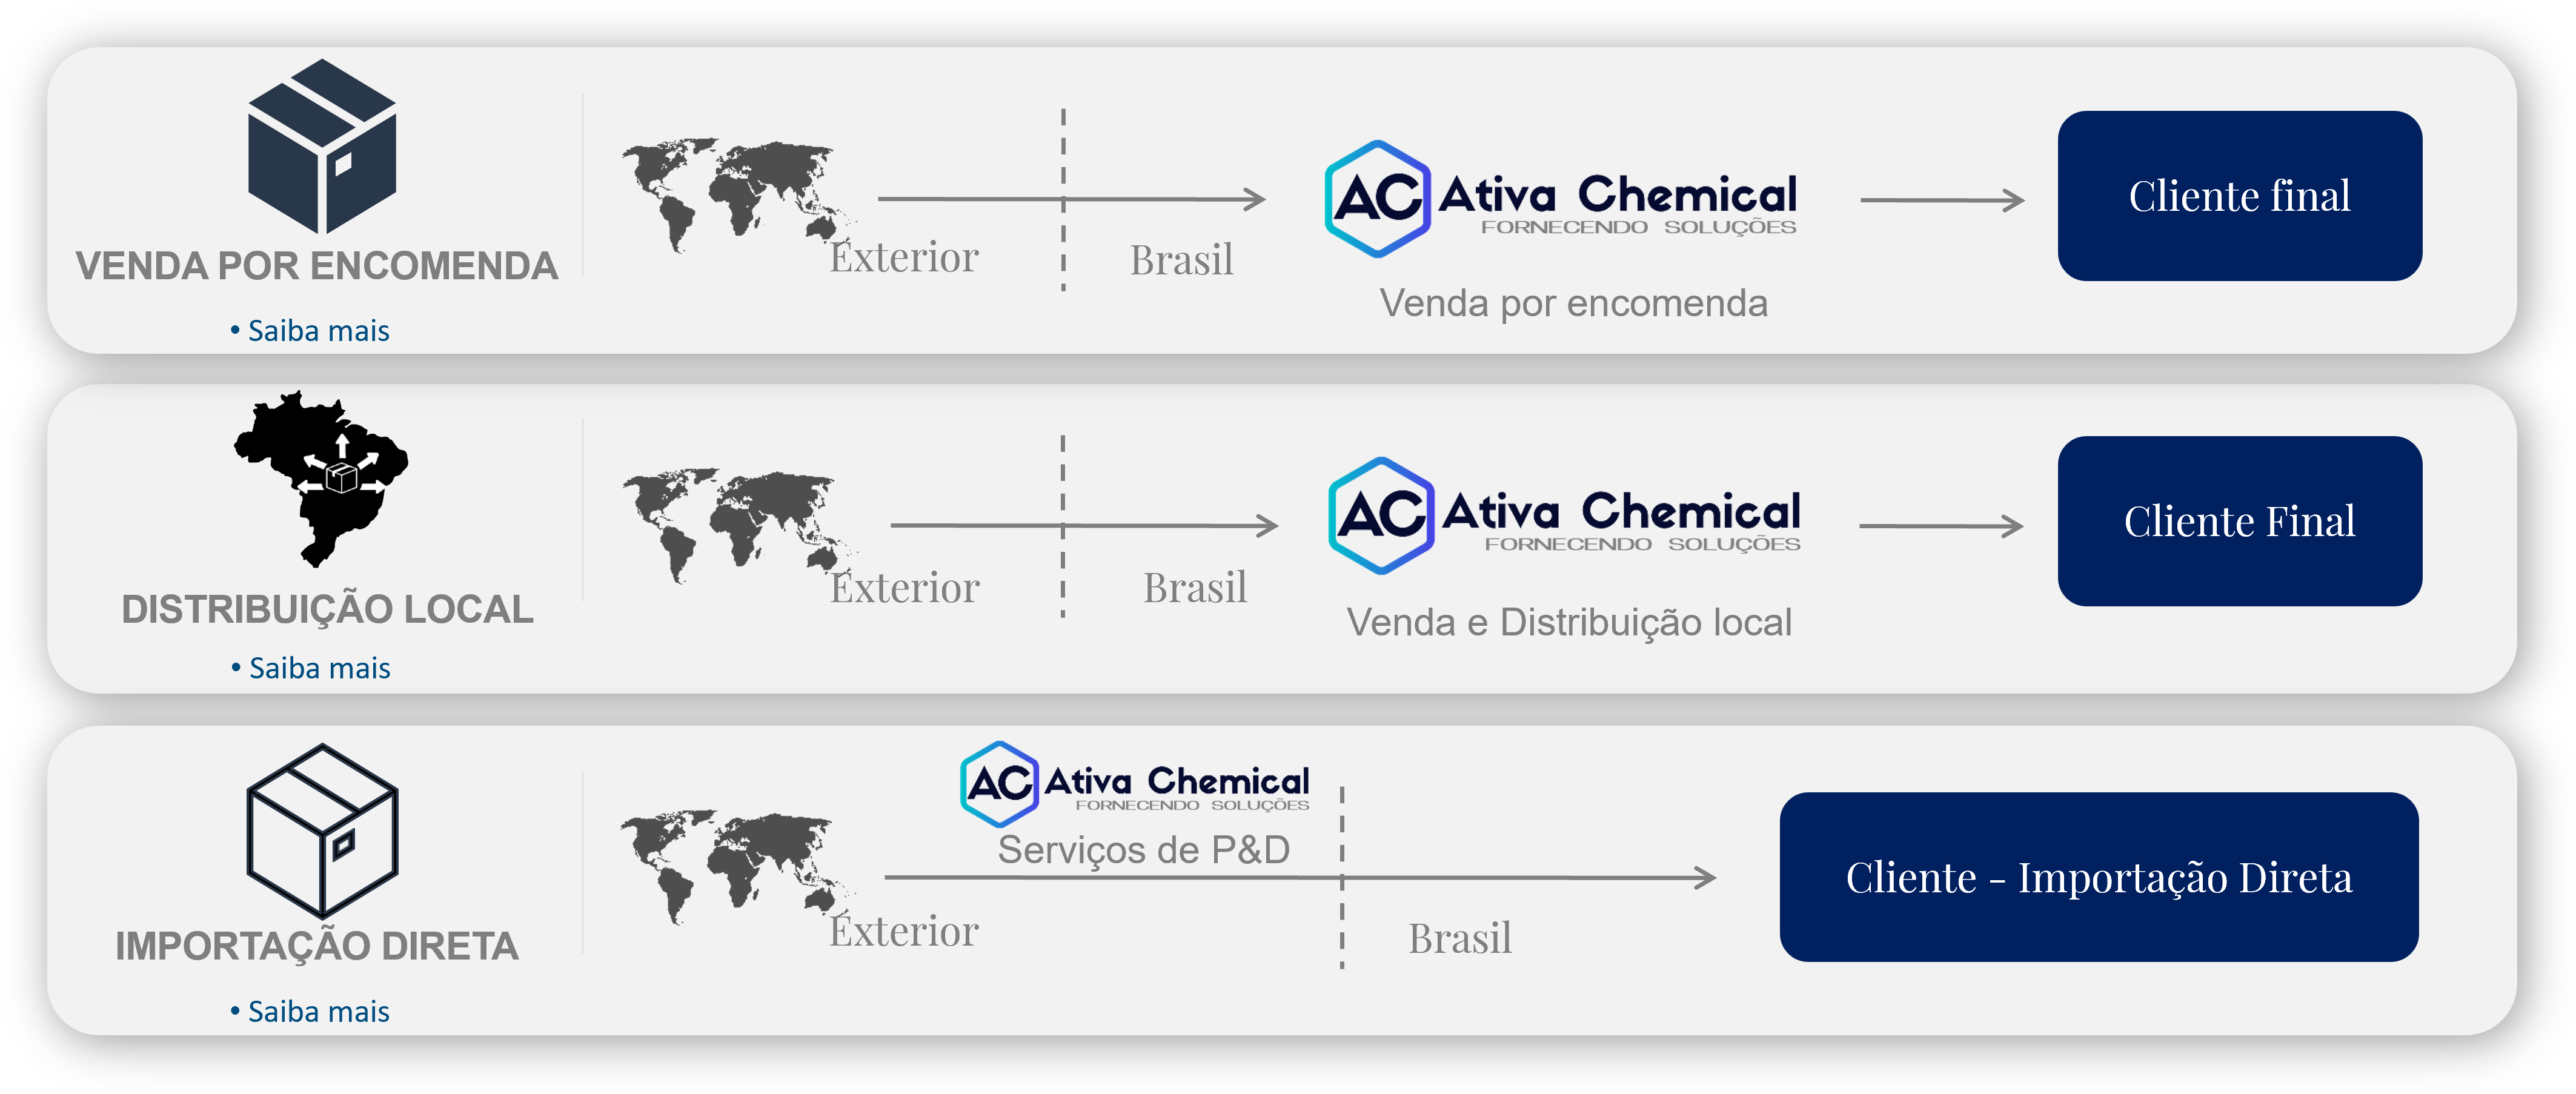 VENDA POR ENCOMENDA
• Saiba mais
Exterior
Brasil
AC Ativa Chemical
FORNECENDO SOLUÇÕES
Venda por encomenda
Cliente final
DISTRIBUIÇÃO LOCAL
• Saiba mais
Exterior
Brasil
AC Ativa Chemical
FORNECENDO SOLUÇÕES
Venda e Distribuição local
Cliente Final
IMPORTAÇÃO DIRETA
• Saiba mais
Exterior
AC Ativa Chemical
FORNECENDO SOLUÇÕES
Serviços de P&D
Brasil
Cliente - Importação Direta